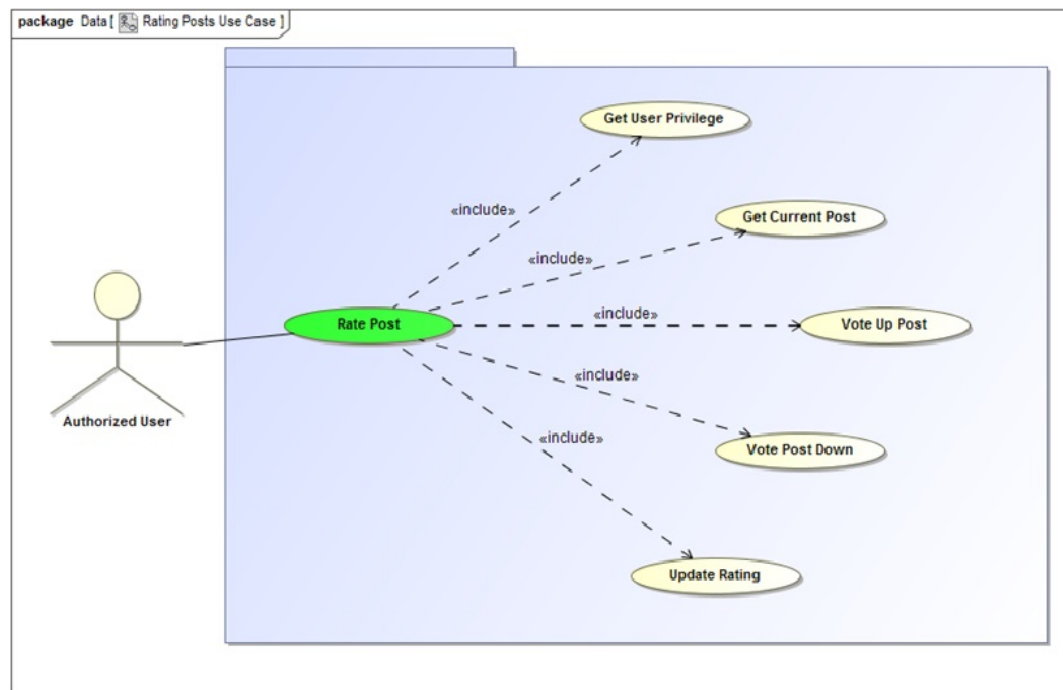 package Data [ Rating Posts Use Case ]
Get User Privilege
«include»
Get Current Post
«include»
«include»
Rate Post
Vote Up Post
«include»
Authorized User
«include»
Vote Post Down
Update Rating